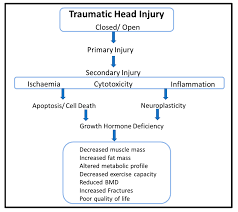 Traumatic Head Injury
Closed/ Open
Primary Injury
Secondary Injury
Ischaemia Cytotoxicity Inflammation
Apoptosis/ Cell Death Neuroplasticity
Growth Hormone Deficiency
Decreased muscle mass
Increased fat mass
Altered metabolic profile
Decreased exercise capacity
Reduced BMD
Increased Fractures
Poor quality of life